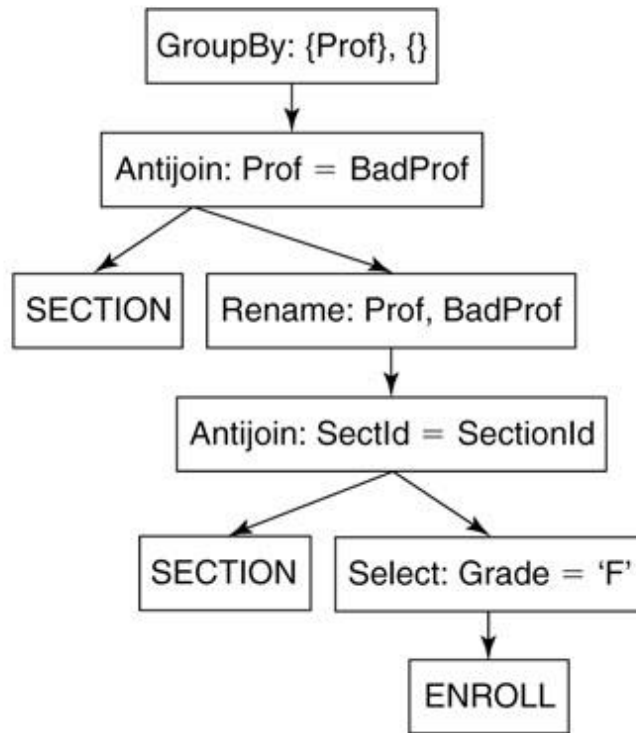 GroupBy: {Prof}, {}
Antijoin: Prof = BadProf
SECTION
Rename: Prof, BadProf
Antijoin: SectId = SectionId
SECTION
Select: Grade = ‘F’
ENROLL